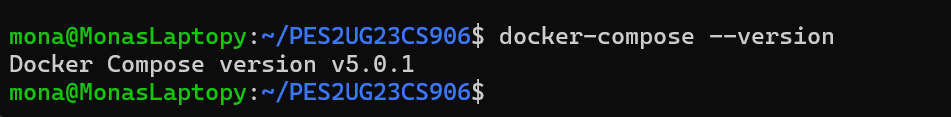 mona@MonasLaptopy:~/PES2UG23CS906$ docker-compose --version
Docker Compose version v5.0.1
mona@MonasLaptopy:~/PES2UG23CS906$